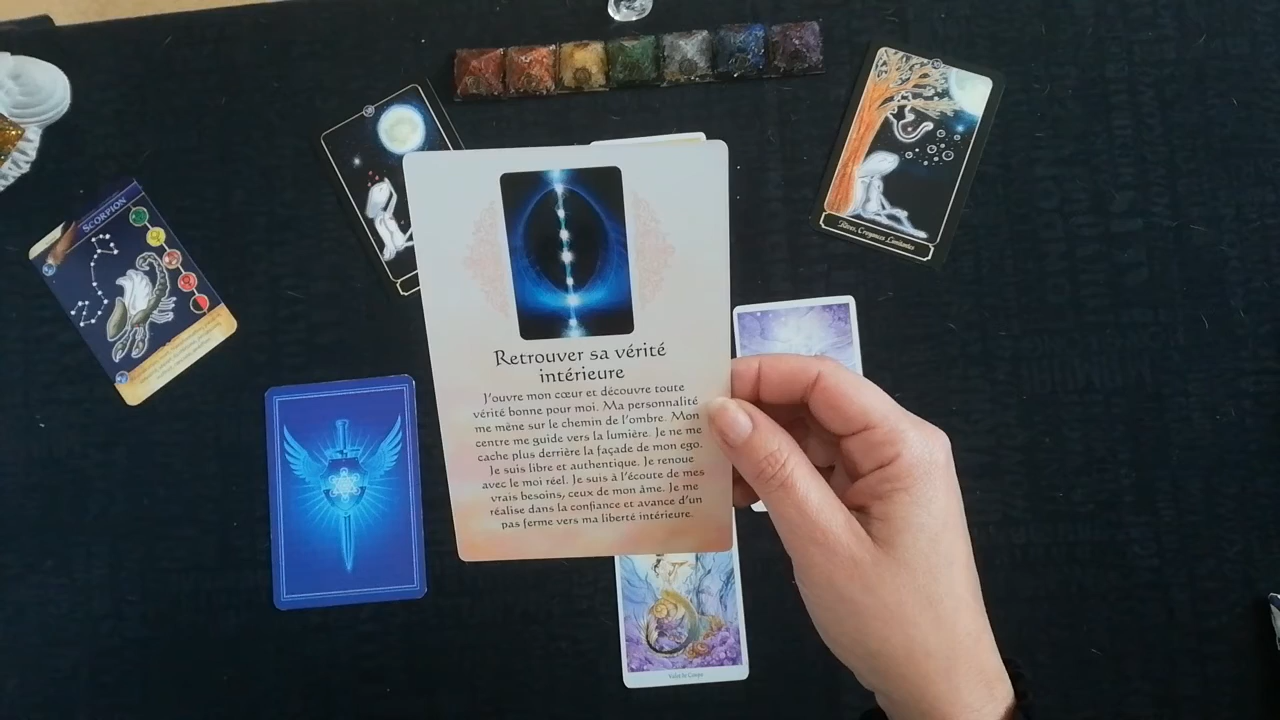 SCORPION
Rêves, Croyances Limitantes
Retrouver sa vérité
intérieure
J'ouvre mon cœur et découvre toute
vérité bonne pour moi. Ma personnalité
me mène sur le chemin de l'ombre. Mon
centre me guide vers la lumière. Je ne me
cache plus derrière la façade de mon ego.
Je suis libre et authentique. Je renoue
avec le moi réel. Je suis à l'écoute de mes
vrais besoins, ceux de mon âme. Je me
réalise dans la confiance et avance d'un
pas ferme vers ma liberté intérieure.
Valet de Coupe